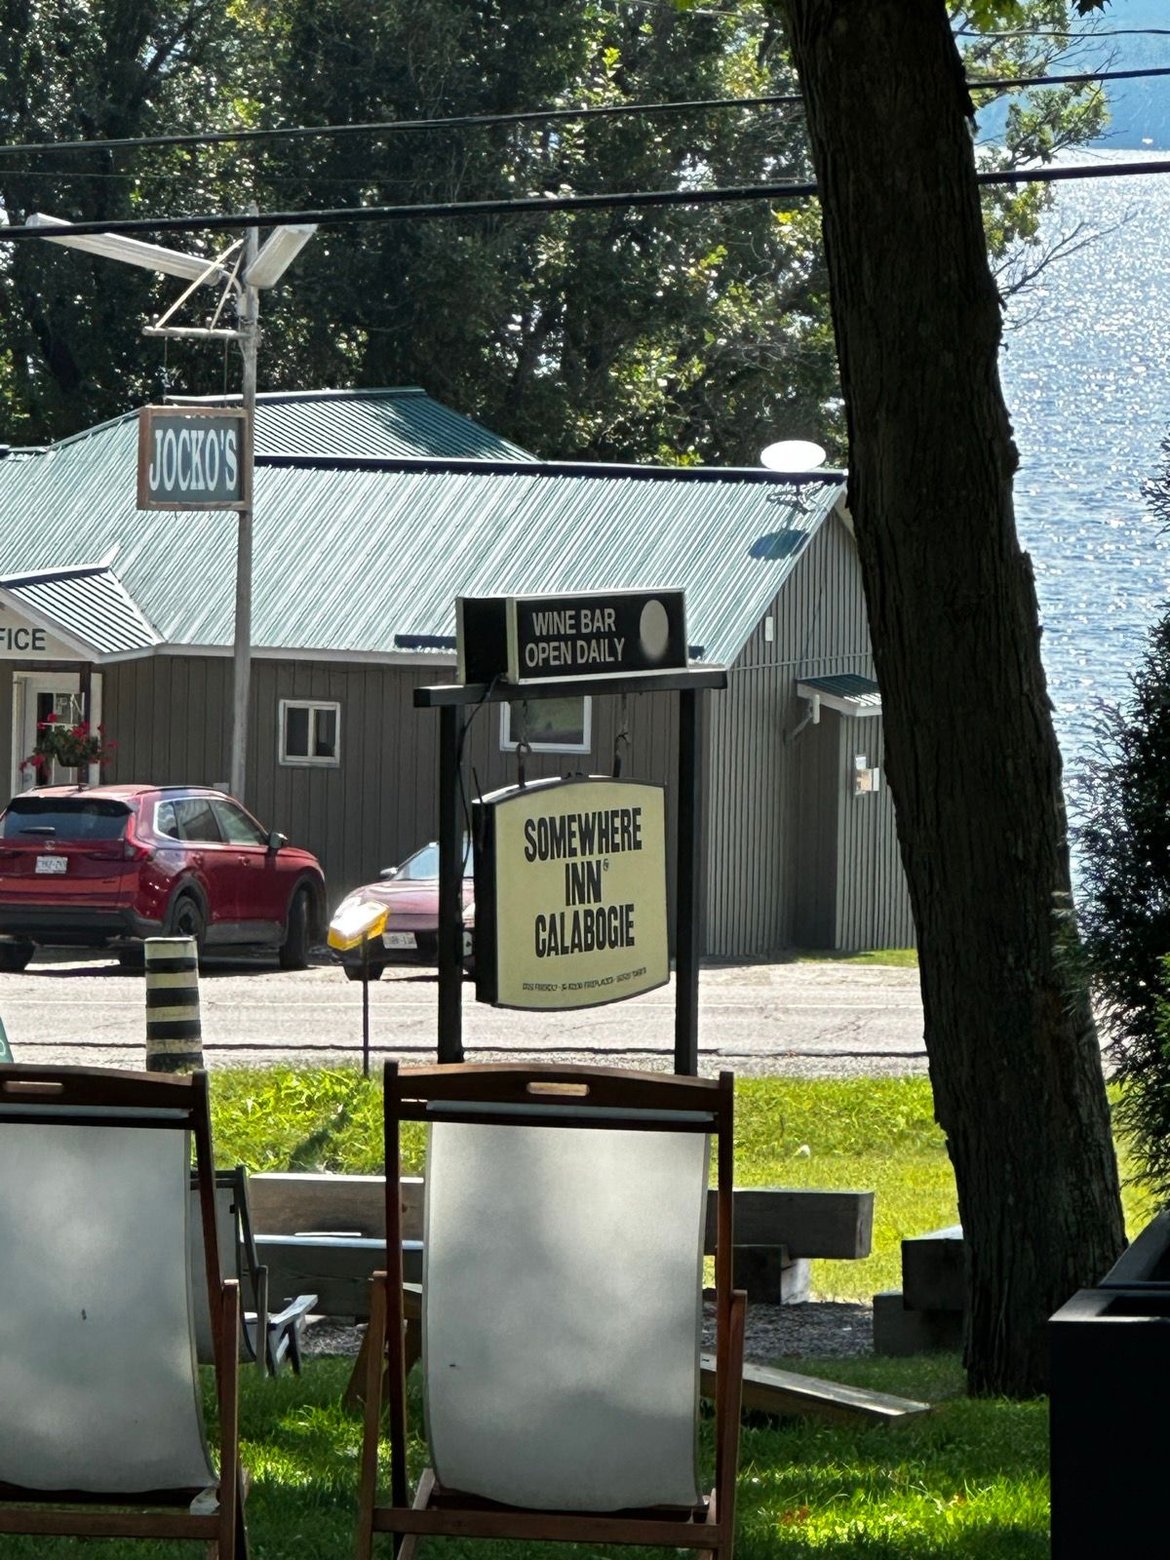 JOCKO'S
FICE
WINE BAR
OPEN DAILY
SOMEWHERE
INN
CALABOGIE